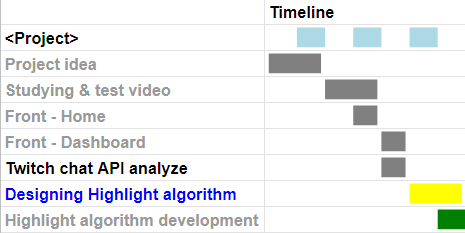 Timeline
<Project>
Project idea
Studying & test video
Front - Home
Front - Dashboard
Twitch chat API analyze
Designing Highlight algorithm
Highlight algorithm development